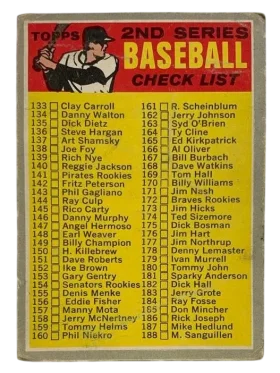 TOPPS
2ND SERIES
BASEBALL
CHECK LIST
133 Clay Carroll
134 Danny Walton
135 Dick Dietz
136 Steve Hargan
137 Art Shamsky
138 Joe Foy
139 Rich Nye
140 Reggie Jackson
141 Pirates Rookies
142 Fritz Peterson
143 Phil Gagliano
144 Ray Culp
145 Rico Carty
146 Danny Murphy
147 Angel Hermoso
148 Earl Weaver
149 Billy Champion
150 H. Killebrew
151 Dave Roberts
152 Ike Brown
153 Gary Gentry
154 Senators Rookies
155 Denis Menke
156 Eddie Fisher
157 Manny Mota
158 Jerry McNertney
159 Tommy Helms
160 Phil Niekro
161 R. Scheinblum
162 Jerry Johnson
163 Syd O'Brien
164 Ty Cline
165 Ed Kirkpatrick
166 Al Oliver
167 Bill Burbach
168 Dave Watkins
169 Tom Hall
170 Billy Williams
171 Jim Nash
172 Braves Rookies
173 Jim Hicks
174 Ted Sizemore
175 Dick Bosman
176 Jim Hart
177 Jim Northrup
178 Denny Lemaster
179 Ivan Murrell
180 Tommy John
181 Sparky Anderson
182 Dick Hall
183 Jerry Grote
184 Ray Fosse
185 Don Mincher
186 Rick Joseph
187 Mike Hedlund
188 M. Sanguillen